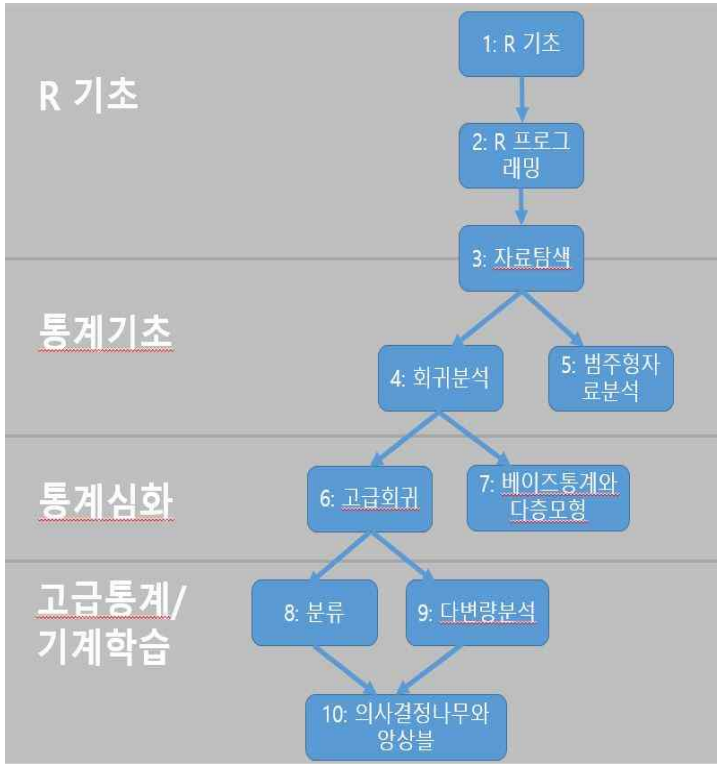 R 기초
1: R 기초
2: R 프로그
래밍
3: 자료탐색
통계기초
4: 회귀분석
5: 범주형자
료분석
통계심화
6: 고급회귀
7: 베이즈통계와
다층모형
고급통계/
기계학습
8: 분류
9: 다변량분석
10: 의사결정나무와
앙상블